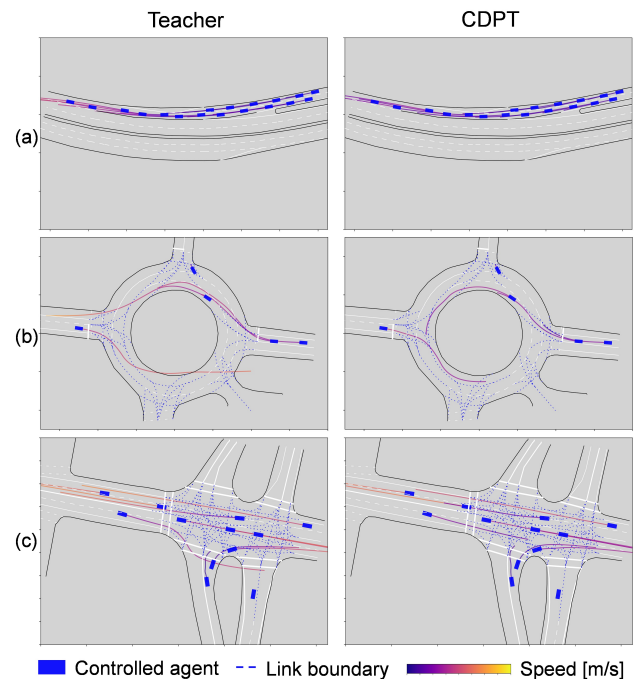 Teacher
CDPT
(a)
(b)
(c)
Controlled agent
Link boundary
Speed [m/s]